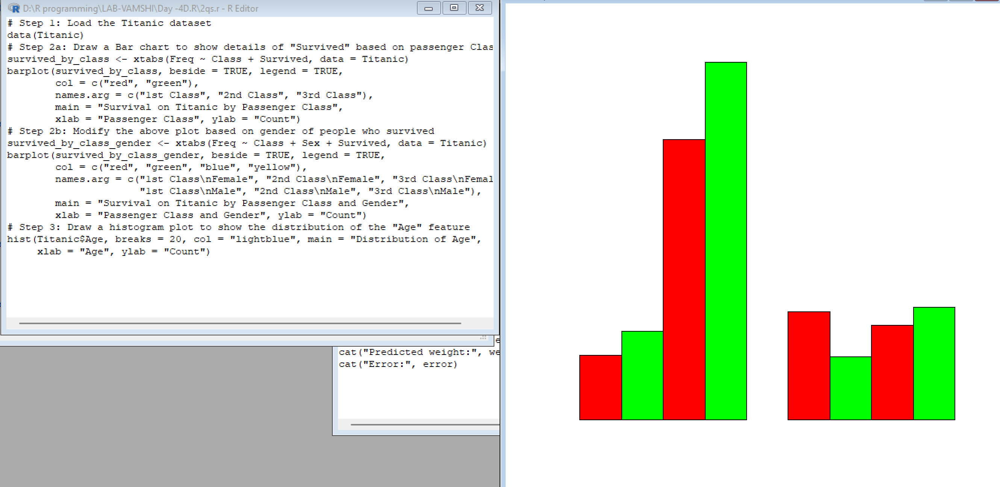 D:\R programming\LAB-VAMSHI\Day -4D.R\2qs.r - R Editor
# Step 1: Load the Titanic dataset
data(Titanic)
# Step 2a: Draw a Bar chart to show details of "Survived" based on passenger Clas
survived_by_class <- xtabs(Freq ~ Class + Survived, data = Titanic)
barplot(survived_by_class, beside = TRUE, legend = TRUE,
        col = c("red", "green"),
        names.arg = c("1st Class", "2nd Class", "3rd Class"),
        main = "Survival on Titanic by Passenger Class",
        xlab = "Passenger Class", ylab = "Count")
# Step 2b: Modify the above plot based on gender of people who survived
survived_by_class_gender <- xtabs(Freq ~ Class + Sex + Survived, data = Titanic)
barplot(survived_by_class_gender, beside = TRUE, legend = TRUE,
        col = c("red", "green", "blue", "yellow"),
        names.arg = c("1st Class\nFemale", "2nd Class\nFemale", "3rd Class\nFemal
                      "1st Class\nMale", "2nd Class\nMale", "3rd Class\nMale"),
        main = "Survival on Titanic by Passenger Class and Gender",
        xlab = "Passenger Class and Gender", ylab = "Count")
# Step 3: Draw a histogram plot to show the distribution of the "Age" feature
hist(Titanic$Age, breaks = 20, col = "lightblue", main = "Distribution of Age",
     xlab = "Age", ylab = "Count")
cat("Predicted weight:", we
cat("Error:", error)